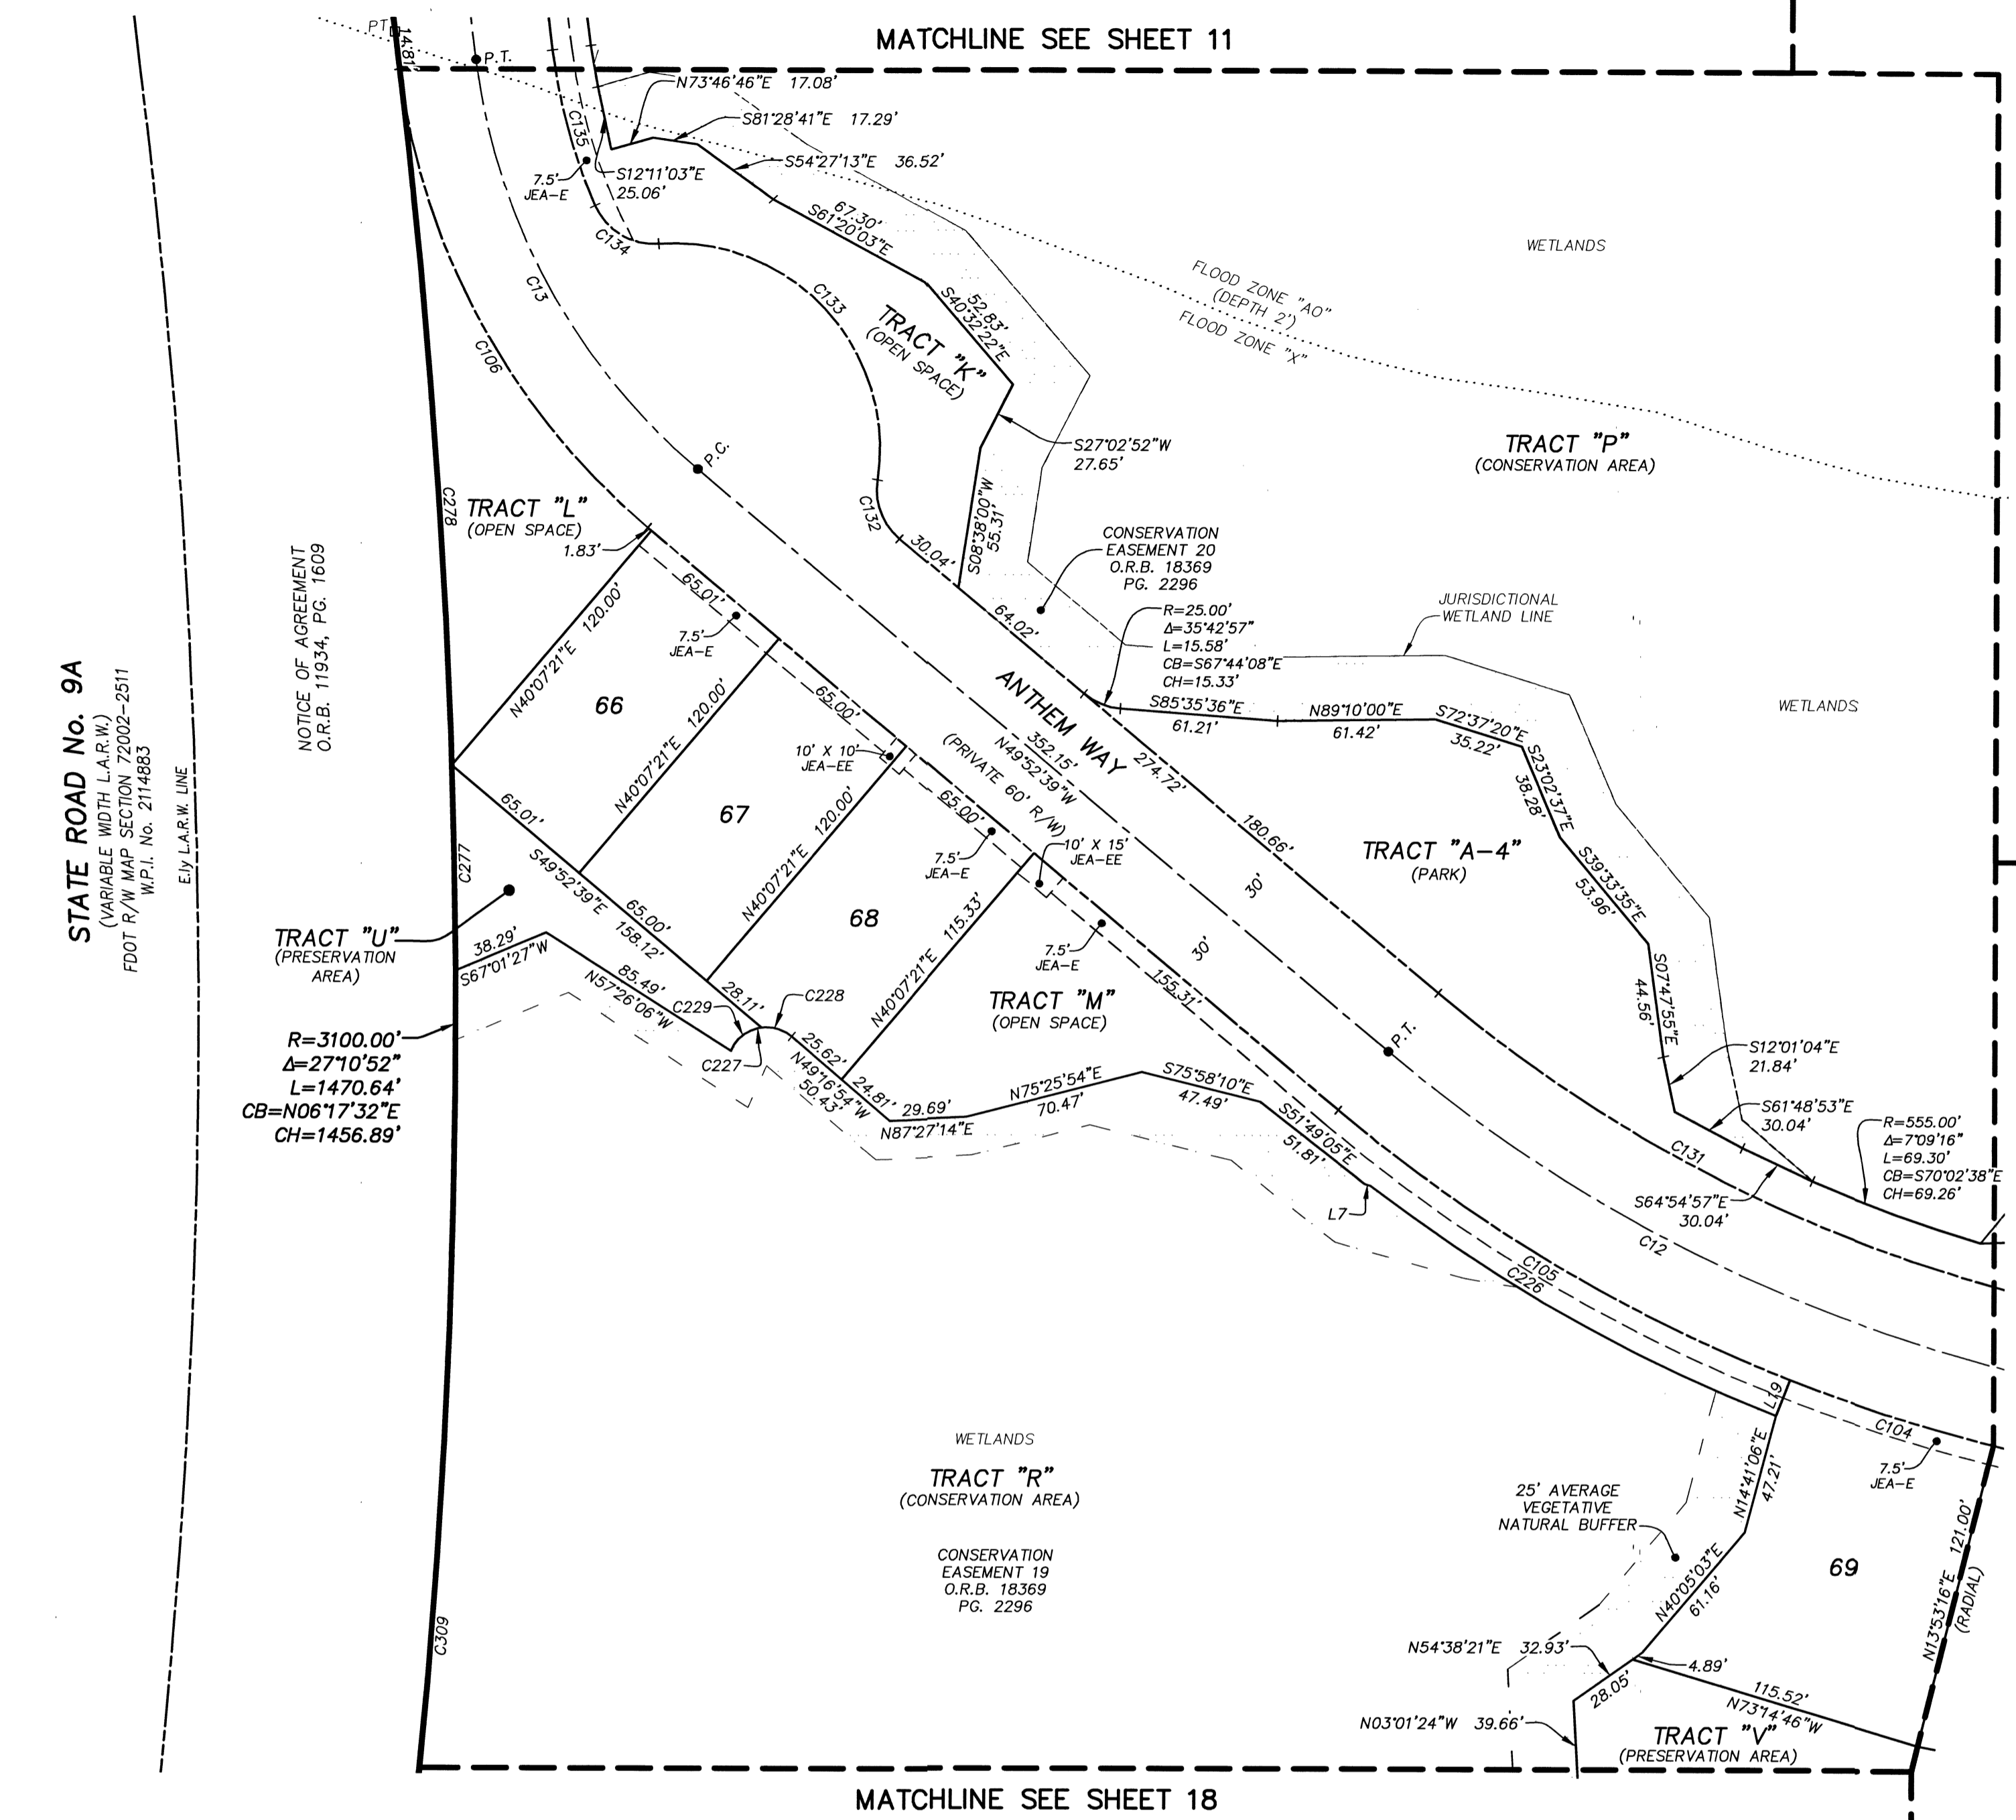 MATCHLINE SEE SHEET 11
PT
14.81'
P.T.
N73°46'46"E 17.08'
S81°28'41"E 17.29'
S54°27'13"E 36.52'
C135
7.5'
JEA-E
S12°11'03"E
25.06'
C134
67.30'
S61°20'03"E
WETLANDS
FLOOD ZONE "AO"
(DEPTH 2')
FLOOD ZONE "X"
C13
C133
52.83'
S40°32'22"E
TRACT "K"
(OPEN SPACE)
C106
P.C.
S27°02'52"W
27.65'
TRACT "P"
(CONSERVATION AREA)
C278
TRACT "L"
(OPEN SPACE)
1.83'
C132
30.04'
S08°38'00"W
55.31'
CONSERVATION
EASEMENT 20
O.R.B. 18369
PG. 2296
NOTICE OF AGREEMENT
O.R.B. 11934, PG. 1609
N40°07'21"E 120.00'
65.01'
7.5'
JEA-E
64.02'
R=25.00'
Δ=35°42'57"
L=15.58'
CB=S67°44'08"E
CH=15.33'
JURISDICTIONAL
WETLAND LINE
STATE ROAD No. 9A
(VARIABLE WIDTH L.A.R.W.)
FDOT R/W MAP SECTION 72002-2511
W.P.I. No. 2114883
E.ly L.A.R.W. LINE
66
N40°07'21"E 120.00'
65.00'
10' X 10'
JEA-EE
ANTHEM WAY
(PRIVATE 60' R/W)
352.15'
N49°52'39"W
274.72'
S85°35'36"E
61.21'
N89°10'00"E
61.42'
S72°37'20"E
35.22'
WETLANDS
S23°02'37"E
38.28'
65.01'
67
N40°07'21"E 120.00'
65.00'
7.5'
JEA-E
10' X 15'
JEA-EE
180.66'
30'
30'
TRACT "A-4"
(PARK)
S39°33'35"E
53.96'
C277
S49°52'39"E
158.12'
65.00'
68
N40°07'21"E 115.33'
7.5'
JEA-E
TRACT "U"
(PRESERVATION
AREA)
38.29'
S67°01'27"W
85.49'
N57°26'06"W
28.11'
C229
C228
C227
TRACT "M"
(OPEN SPACE)
155.31'
S07°47'55"E
44.56'
R=3100.00'
Δ=27°10'52"
L=1470.64'
CB=N06°17'32"E
CH=1456.89'
25.62'
N49°16'54"W
50.43'
24.81'
29.69'
N87°27'14"E
N75°25'54"E
70.47'
S75°58'10"E
47.49'
S51°49'05"E
51.81'
P.T.
S12°01'04"E
21.84'
S61°48'53"E
30.04'
R=555.00'
Δ=7°09'16"
L=69.30'
CB=S70°02'38"E
CH=69.26'
C131
S64°54'57"E
30.04'
L7
C12
C105
C226
L19
C104
7.5'
JEA-E
WETLANDS
TRACT "R"
(CONSERVATION AREA)
CONSERVATION
EASEMENT 19
O.R.B. 18369
PG. 2296
25' AVERAGE
VEGETATIVE
NATURAL BUFFER
N14°41'06"E
47.21'
69
N13°53'16"E 121.00'
(RADIAL)
N40°05'03"E
61.16'
C309
N54°38'21"E 32.93'
4.89'
28.05'
115.52'
N73°14'46"W
N03°01'24"W 39.66'
TRACT "V"
(PRESERVATION AREA)
MATCHLINE SEE SHEET 18